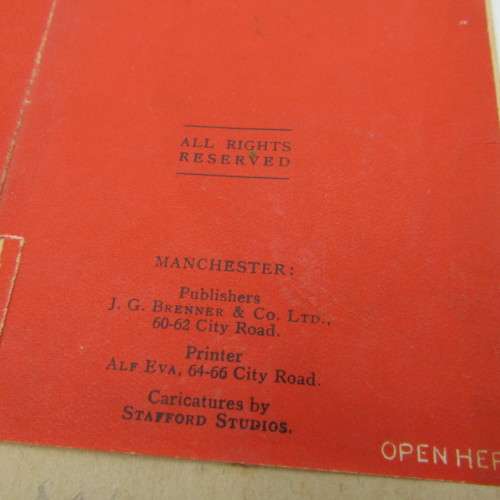 ALL RIGHTS
RESERVED
MANCHESTER:
Publishers
J. G. BRENNER & CO. LTD.,
60-62 City Road.
Printer
ALF EVA, 64-66 City Road.
Caricatures by
STAFFORD STUDIOS.
OPEN HER